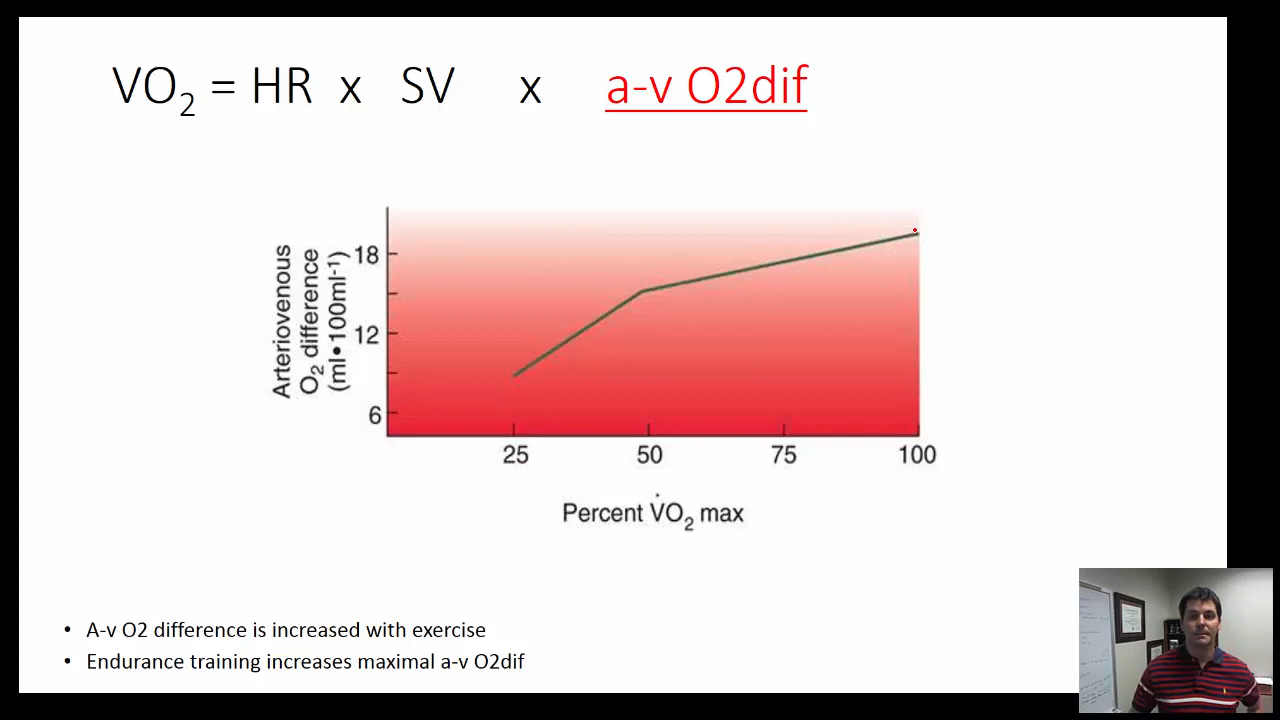 VO2 = HR x SV x a-v O2dif
Arteriovenous
O2 difference
(ml•100ml-1)
18
12
6
25 50 75 100
Percent V̇O2 max
• A-v O2 difference is increased with exercise
• Endurance training increases maximal a-v O2dif